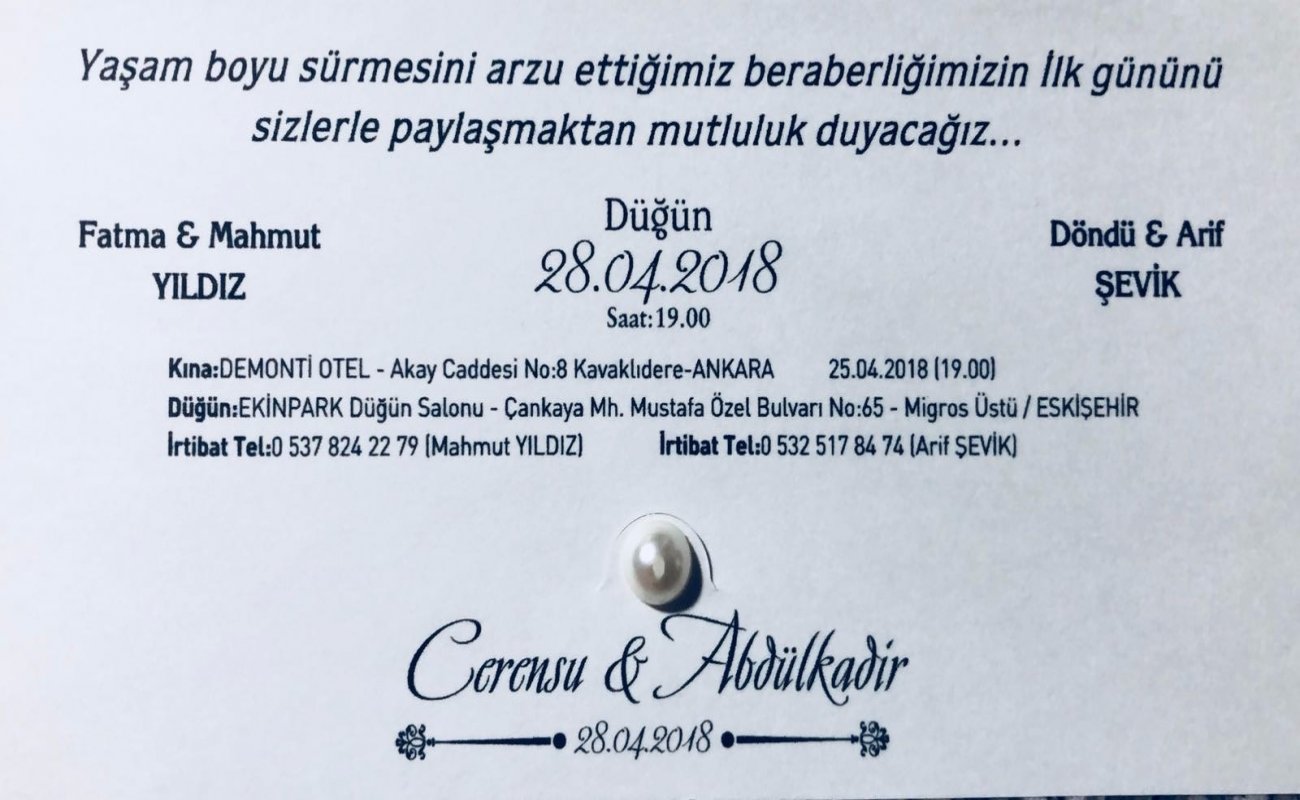 Yaşam boyu sürmesini arzu ettiğimiz beraberliğimizin İlk gününü
sizlerle paylaşmaktan mutluluk duyacağız...
Fatma & Mahmut
YILDIZ
Düğün
28.04.2018
Saat:19.00
Döndü & Arif
ŞEVİK
Kına:DEMONTİ OTEL - Akay Caddesi No:8 Kavaklıdere-ANKARA 25.04.2018 (19.00)
Düğün:EKİNPARK Düğün Salonu - Çankaya Mh. Mustafa Özel Bulvarı No:65 - Migros Üstü / ESKİŞEHİR
İrtibat Tel:0 537 824 22 79 (Mahmut YILDIZ) İrtibat Tel:0 532 517 84 74 (Arif ŞEVİK)
Cerensu & Abdülkadir
28.04.2018